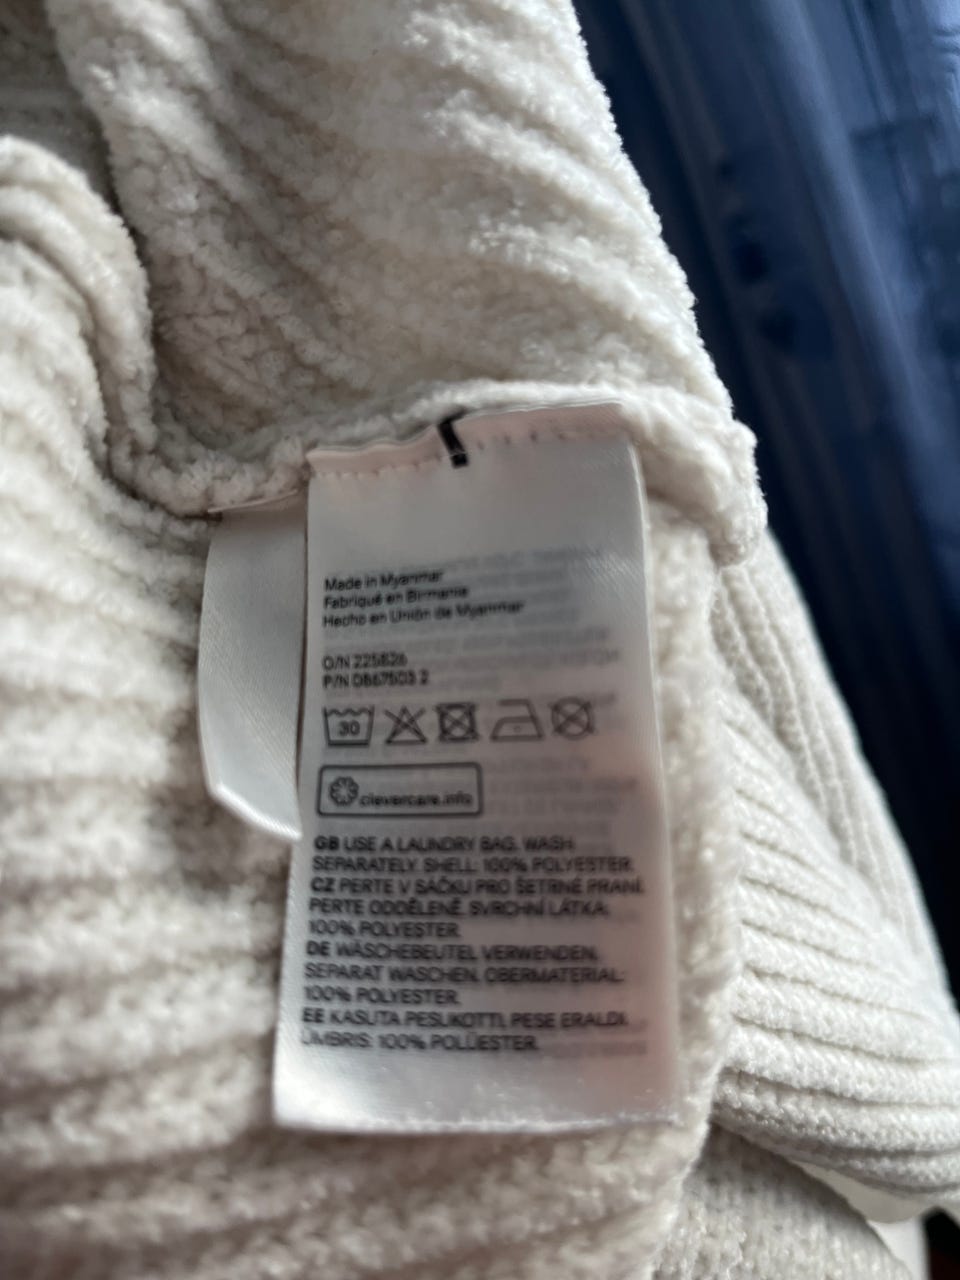 Made in Myanmar
Fabriqué en Birmanie
Hecho en Unión de Myanmar
O/N 225826
P/N 0867503 2
30
clevercare.info
GB USE A LAUNDRY BAG. WASH
SEPARATELY. SHELL: 100% POLYESTER.
CZ PERTE V SÁČKU PRO ŠETRNÉ PRANÍ.
PERTE ODDĚLENĚ. SVRCHNÍ LÁTKA:
100% POLYESTER.
DE WÄSCHEBEUTEL VERWENDEN.
SEPARAT WASCHEN. OBERMATERIAL:
100% POLYESTER.
EE KASUTA PESUKOTTI. PESE ERALDI.
ÜMBRIS: 100% POLÜESTER.